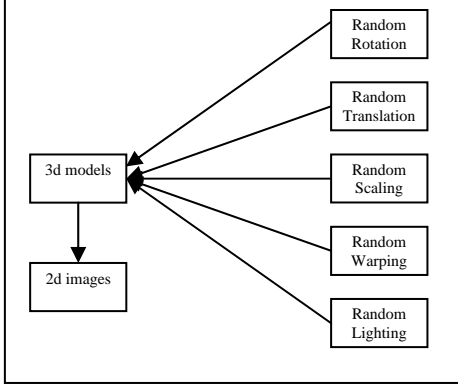 Random
Rotation
Random
Translation
3d models
Random
Scaling
Random
Warping
2d images
Random
Lighting